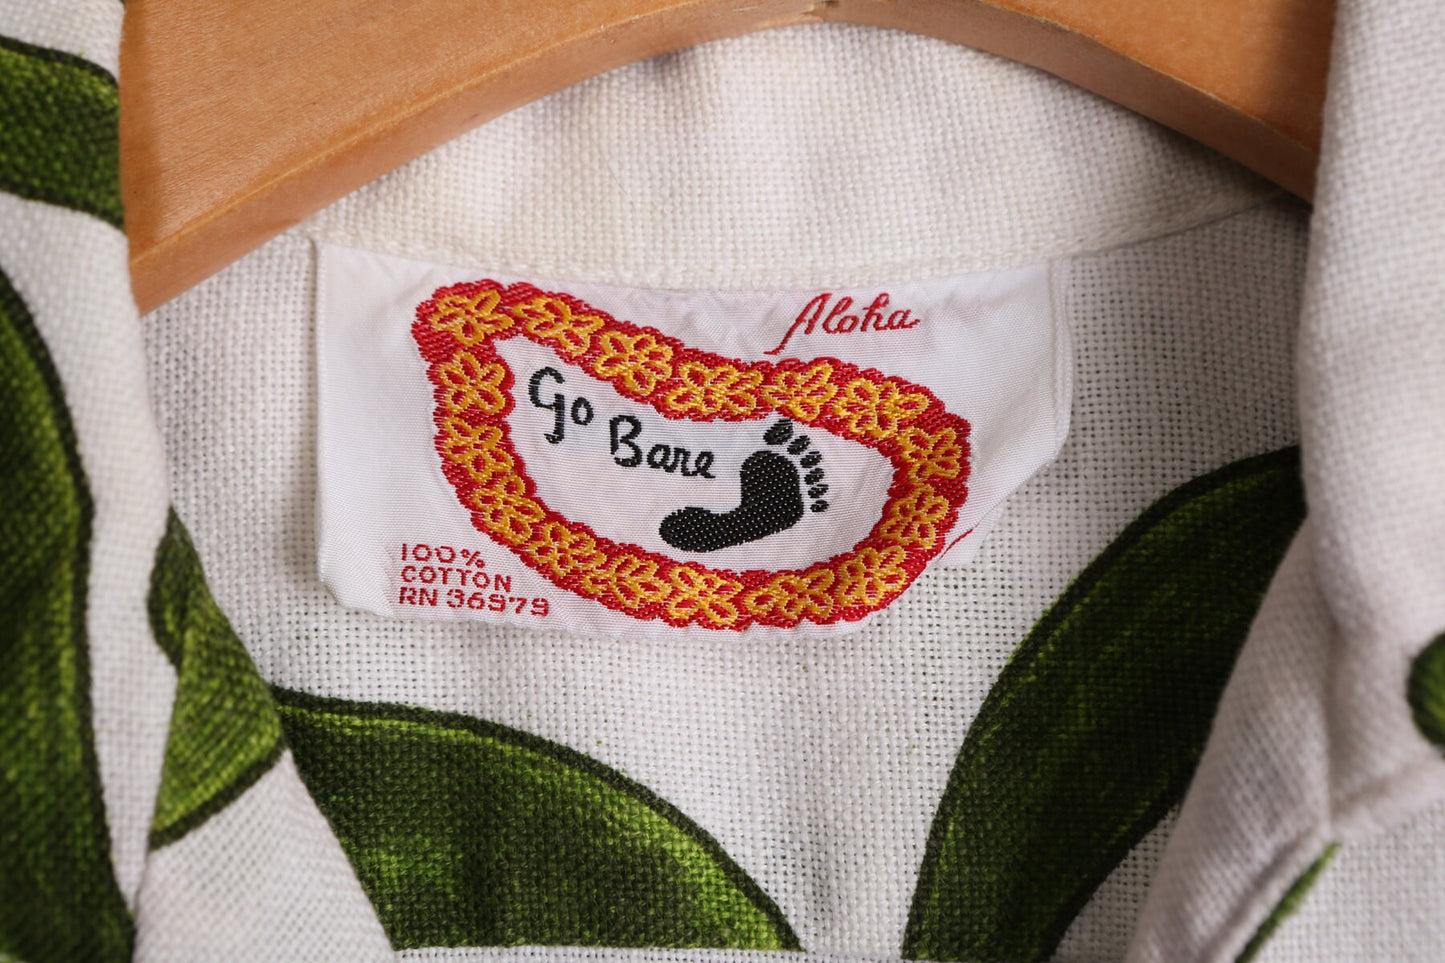 Aloha
Go Bare
100%
COTTON
RN 36979